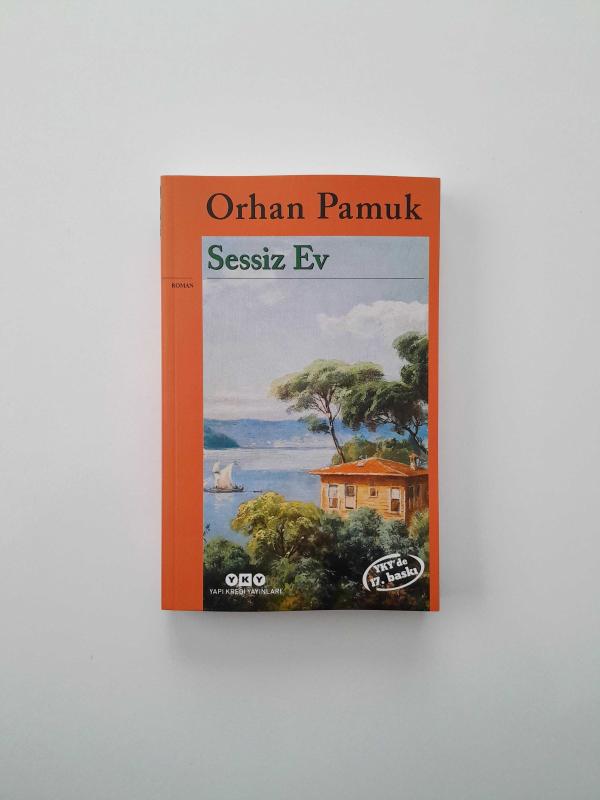 Orhan Pamuk
Sessiz Ev
ROMAN
YKY'de
17. baskı
YKY
YAPI KREDİ YAYINLARI